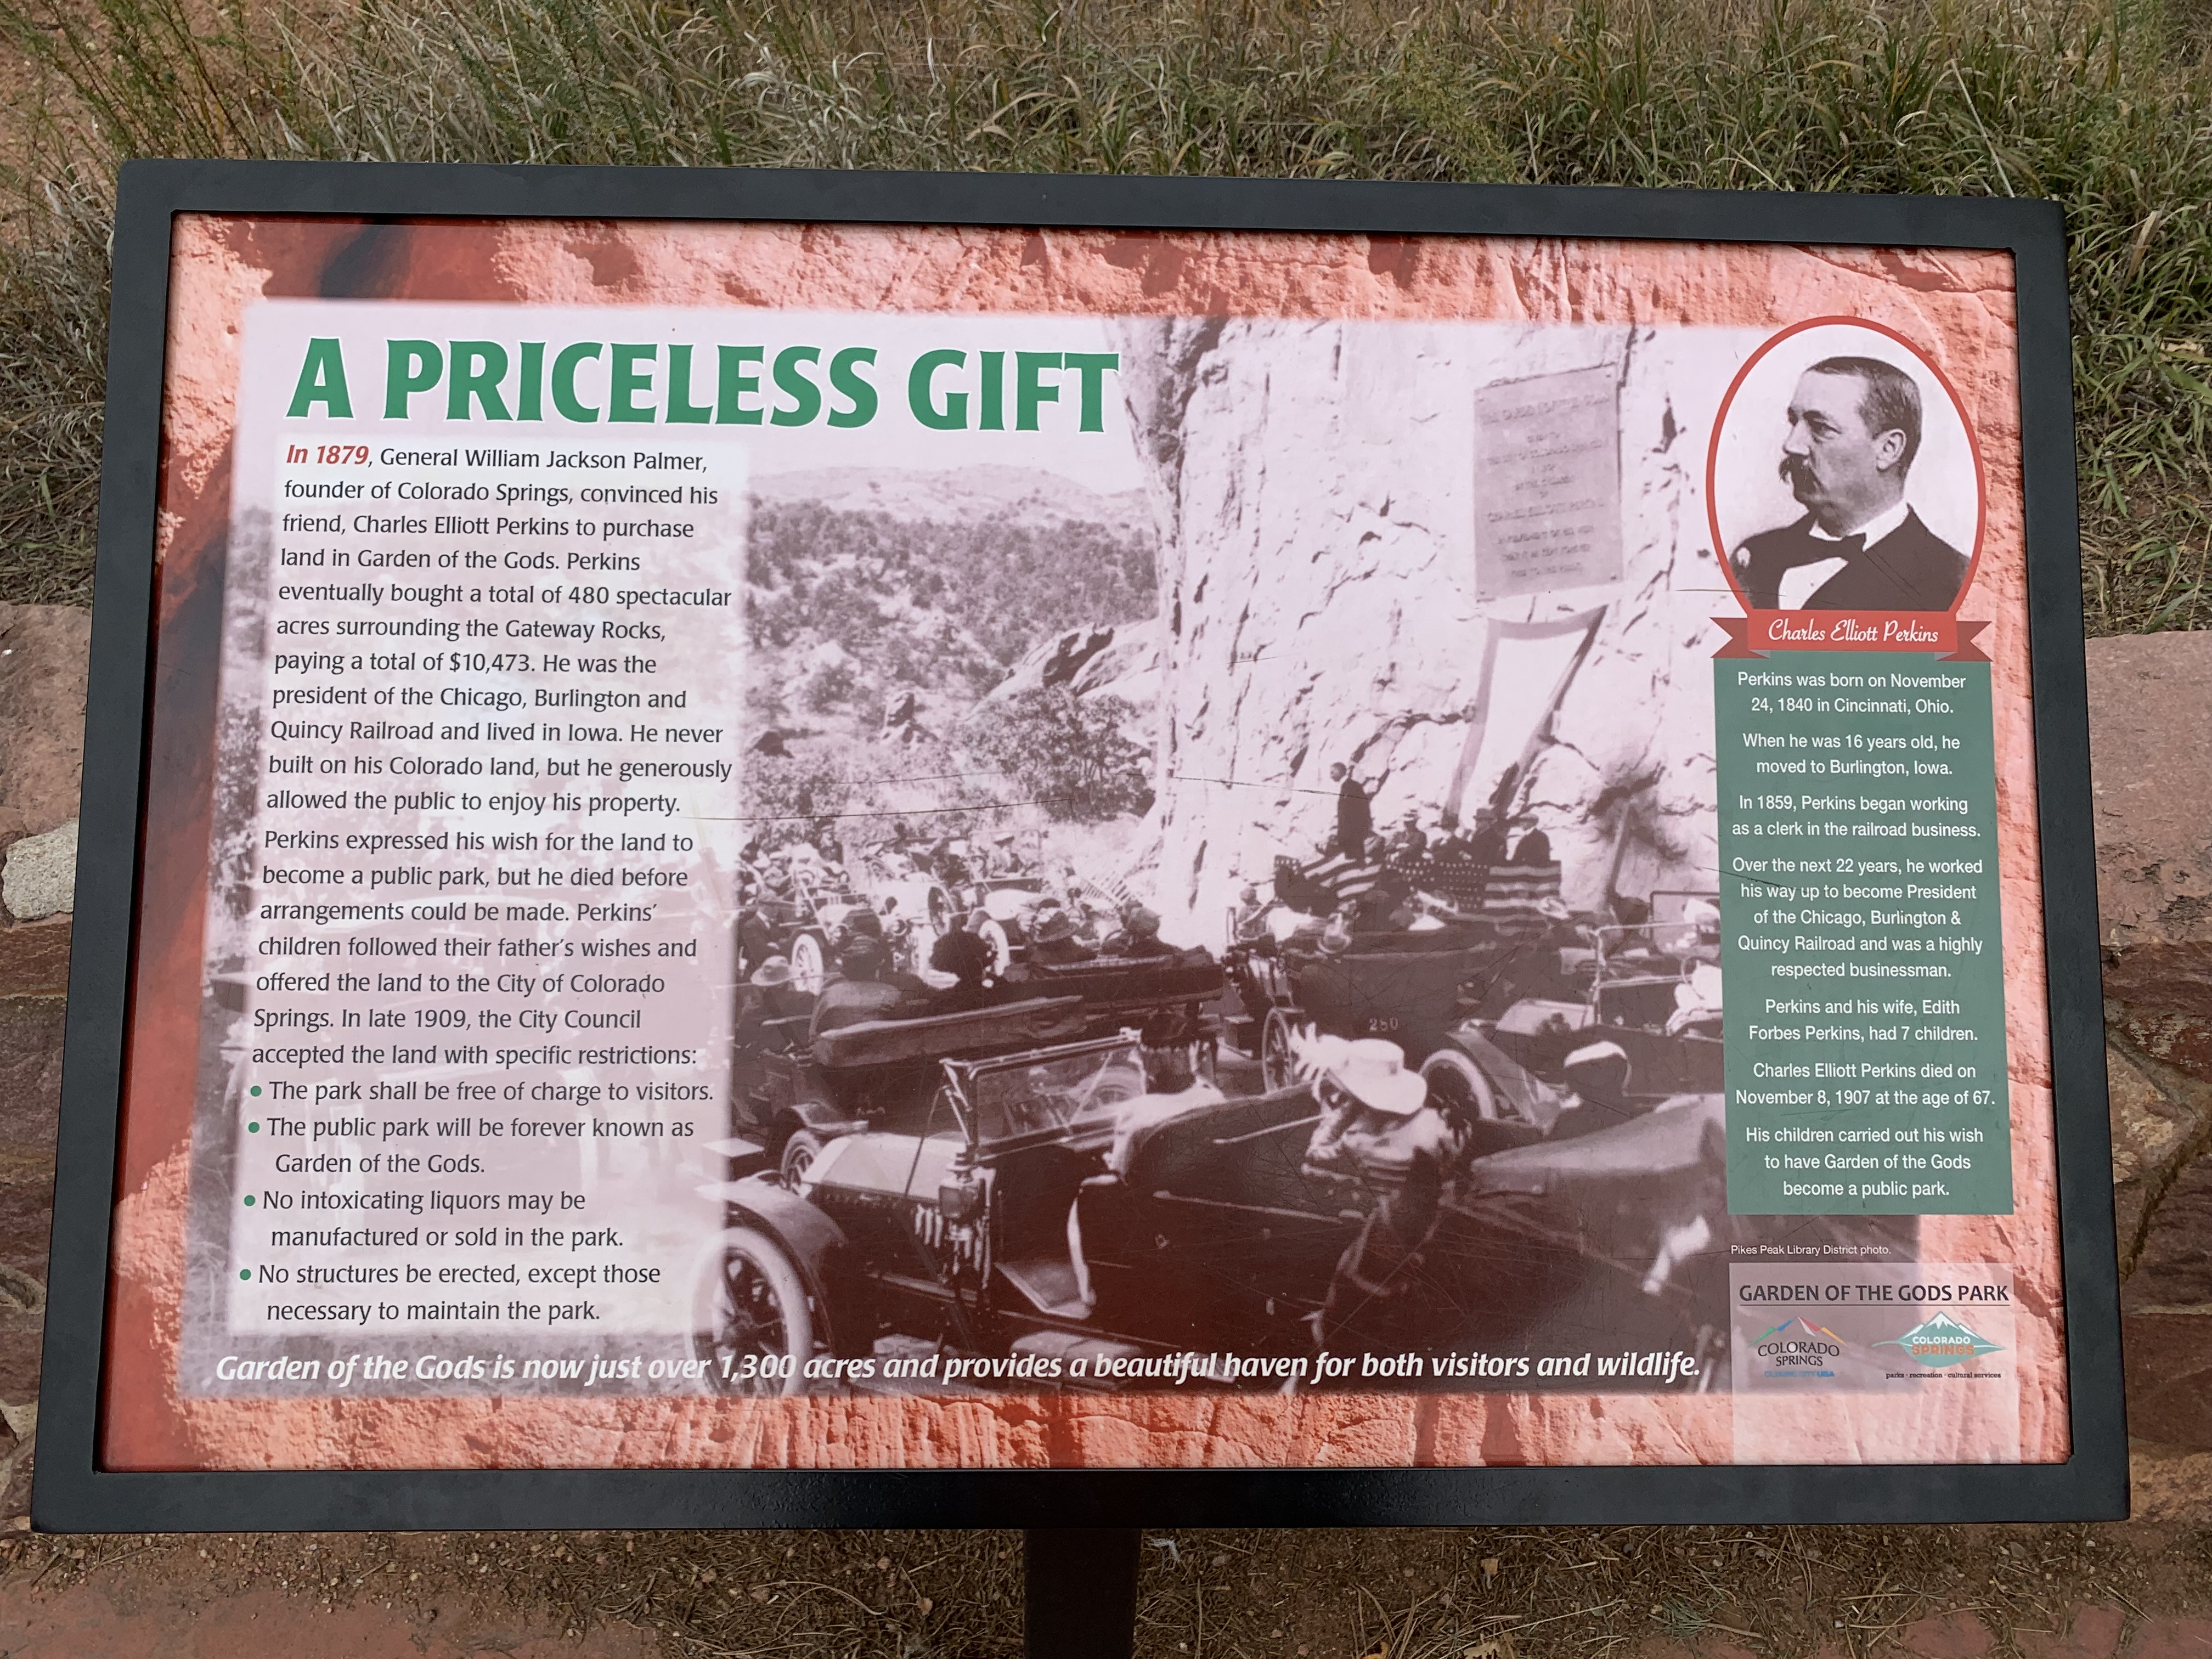 A PRICELESS GIFT
In 1879, General William Jackson Palmer,
founder of Colorado Springs, convinced his
friend, Charles Elliott Perkins to purchase
land in Garden of the Gods. Perkins
eventually bought a total of 480 spectacular
acres surrounding the Gateway Rocks,
paying a total of $10,473. He was the
president of the Chicago, Burlington and
Quincy Railroad and lived in Iowa. He never
built on his Colorado land, but he generously
allowed the public to enjoy his property.
Perkins expressed his wish for the land to
become a public park, but he died before
arrangements could be made. Perkins'
children followed their father's wishes and
offered the land to the City of Colorado
Springs. In late 1909, the City Council
accepted the land with specific restrictions:
• The park shall be free of charge to visitors.
• The public park will be forever known as
Garden of the Gods.
• No intoxicating liquors may be
manufactured or sold in the park.
• No structures be erected, except those
necessary to maintain the park.
Garden of the Gods is now just over 1,300 acres and provides a beautiful haven for both visitors and wildlife.
250
Charles Elliott Perkins
Perkins was born on November
24, 1840 in Cincinnati, Ohio.
When he was 16 years old, he
moved to Burlington, Iowa.
In 1859, Perkins began working
as a clerk in the railroad business.
Over the next 22 years, he worked
his way up to become President
of the Chicago, Burlington &
Quincy Railroad and was a highly
respected businessman.
Perkins and his wife, Edith
Forbes Perkins, had 7 children.
Charles Elliott Perkins died on
November 8, 1907 at the age of 67.
His children carried out his wish
to have Garden of the Gods
become a public park.
Pikes Peak Library District photo.
GARDEN OF THE GODS PARK
COLORADO
SPRINGS
OLYMPIC CITY USA
COLORADO
SPRINGS
parks · recreation · cultural services